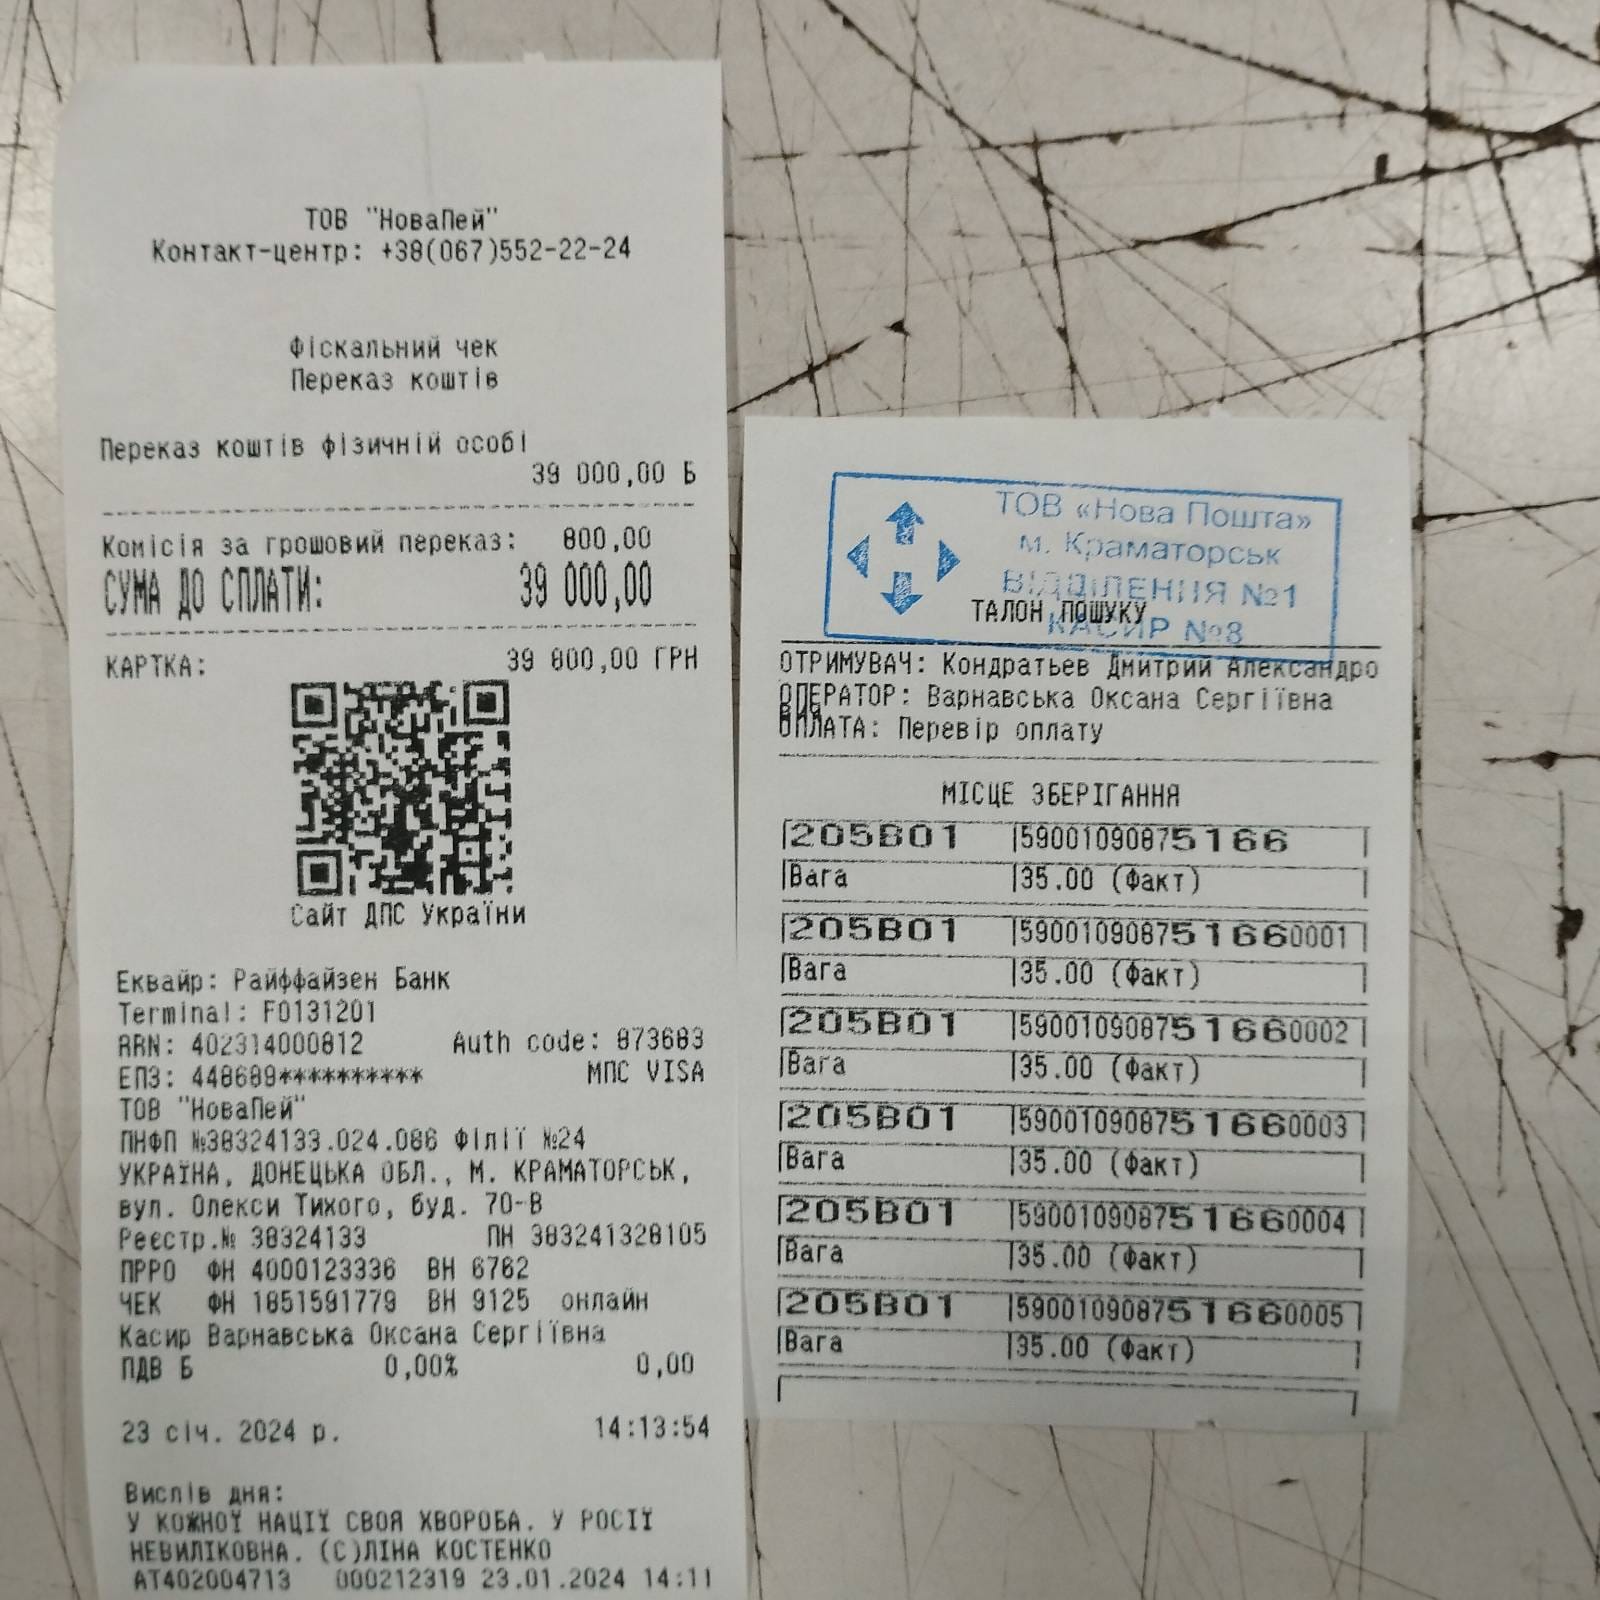 ТОВ "НоваПей"
Контакт-центр: +38(067)552-22-24
Фіскальний чек
Переказ коштів
Переказ коштів фізичній особі
39 000,00 Б
Комісія за грошовий переказ: 800,00
СУМА ДО СПЛАТИ: 39 000,00
КАРТКА: 39 800,00 ГРН
Сайт ДПС України
Еквайр: Райффайзен Банк
Terminal: F0131201
RRN: 402314000812 Auth code: 873683
ЕПЗ: 448689********** МПС VISA
ТОВ "НоваПей"
ПНФП №38324133.024.086 Філії №24
УКРАЇНА, ДОНЕЦЬКА ОБЛ., М. КРАМАТОРСЬК,
вул. Олекси Тихого, буд. 70-В
Реєстр.№ 38324133 ПН 383241328105
ПРРО ФН 4000123336 ВН 6762
ЧЕК ФН 1851591779 ВН 9125 онлайн
Касир Варнавська Оксана Сергіївна
ПДВ Б 0,00% 0,00
23 січ. 2024 р. 14:13:54
Вислів дня:
У КОЖНОЇ НАЦІЇ СВОЯ ХВОРОБА. У РОСІЇ
НЕВИЛІКОВНА. (С)ЛІНА КОСТЕНКО
АТ402004713 000212319 23.01.2024 14:11
ТОВ «Нова Пошта»
м. Краматорськ
ВІДДІЛЕННЯ №1
КАСИР №8
ТАЛОН ПОШУКУ
ОТРИМУВАЧ: Кондратьев Дмитрий Александро
вич
ОПЕРАТОР: Варнавська Оксана Сергіївна
ОПЛАТА: Перевір оплату
МІСЦЕ ЗБЕРІГАННЯ
205B01 59001090875166
Вага 35.00 (Факт)
205B01 590010908751660001
Вага 35.00 (Факт)
205B01 590010908751660002
Вага 35.00 (Факт)
205B01 590010908751660003
Вага 35.00 (Факт)
205B01 590010908751660004
Вага 35.00 (Факт)
205B01 590010908751660005
Вага 35.00 (Факт)